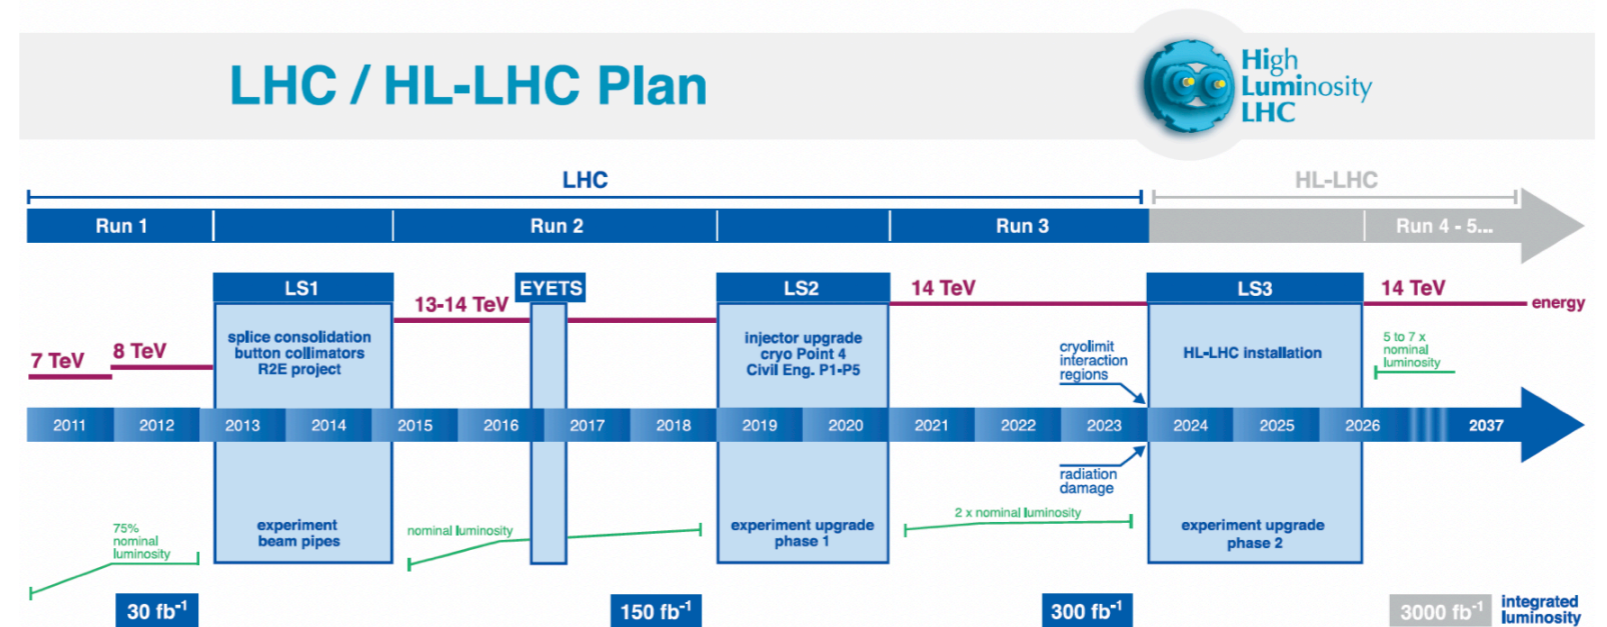 LHC / HL-LHC Plan
High
Luminosity
LHC
LHC
HL-LHC
Run 1
Run 2
Run 3
Run 4 - 5...
LS1
EYETS
LS2
LS3
7 TeV
8 TeV
13-14 TeV
14 TeV
14 TeV
energy
splice consolidation
button collimators
R2E project
injector upgrade
cryo Point 4
Civil Eng. P1-P5
cryolimit
interaction
regions
HL-LHC installation
5 to 7 x
nominal
luminosity
2011 2012 2013 2014 2015 2016 2017 2018 2019 2020 2021 2022 2023 2024 2025 2026 2037
radiation
damage
75%
nominal
luminosity
experiment
beam pipes
nominal luminosity
experiment upgrade
phase 1
2 x nominal luminosity
experiment upgrade
phase 2
30 fb⁻¹
150 fb⁻¹
300 fb⁻¹
3000 fb⁻¹
integrated
luminosity